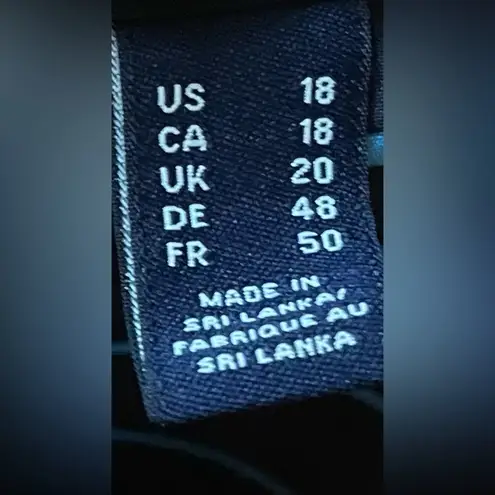 US 18
CA 18
UK 20
DE 48
FR 50
MADE IN
SRI LANKA/
FABRIQUE AU
SRI LANKA